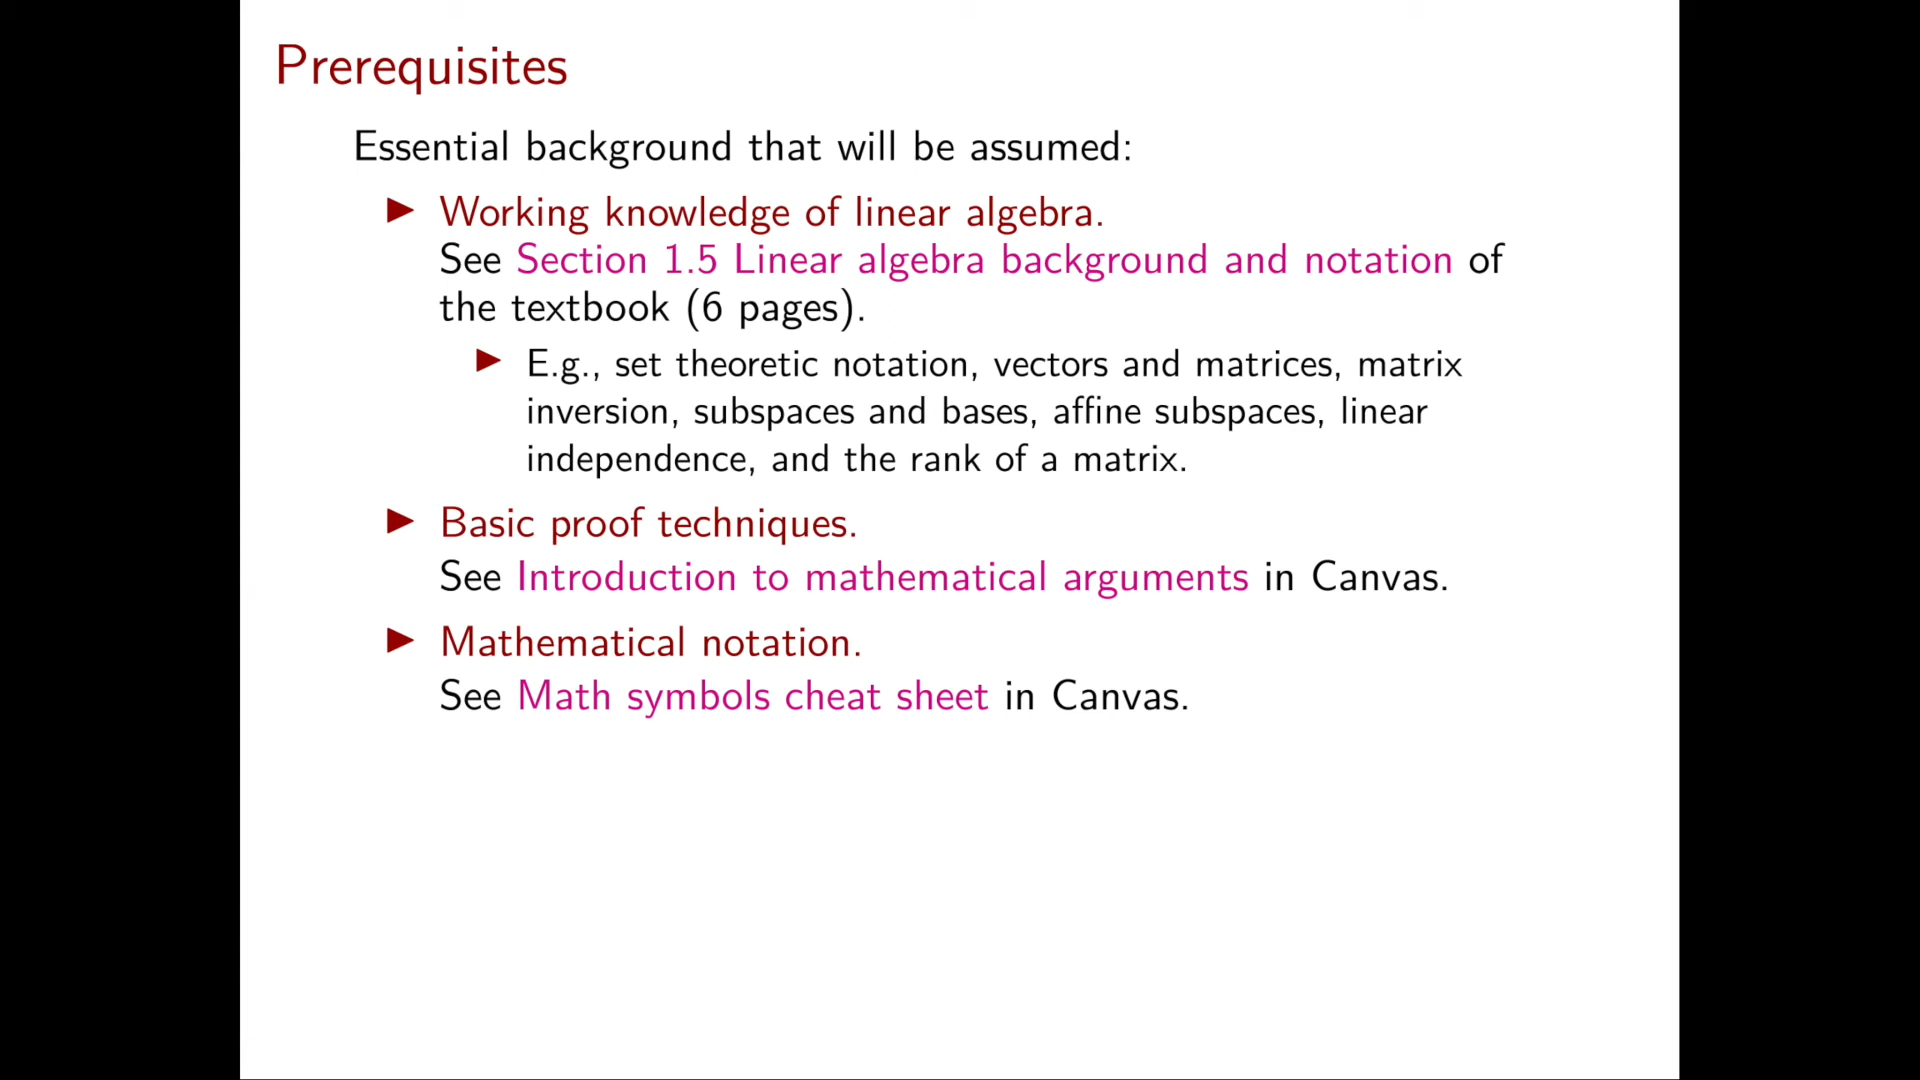 Prerequisites
Essential background that will be assumed:
▶ Working knowledge of linear algebra.
See Section 1.5 Linear algebra background and notation of
the textbook (6 pages).
▶ E.g., set theoretic notation, vectors and matrices, matrix
inversion, subspaces and bases, affine subspaces, linear
independence, and the rank of a matrix.
▶ Basic proof techniques.
See Introduction to mathematical arguments in Canvas.
▶ Mathematical notation.
See Math symbols cheat sheet in Canvas.